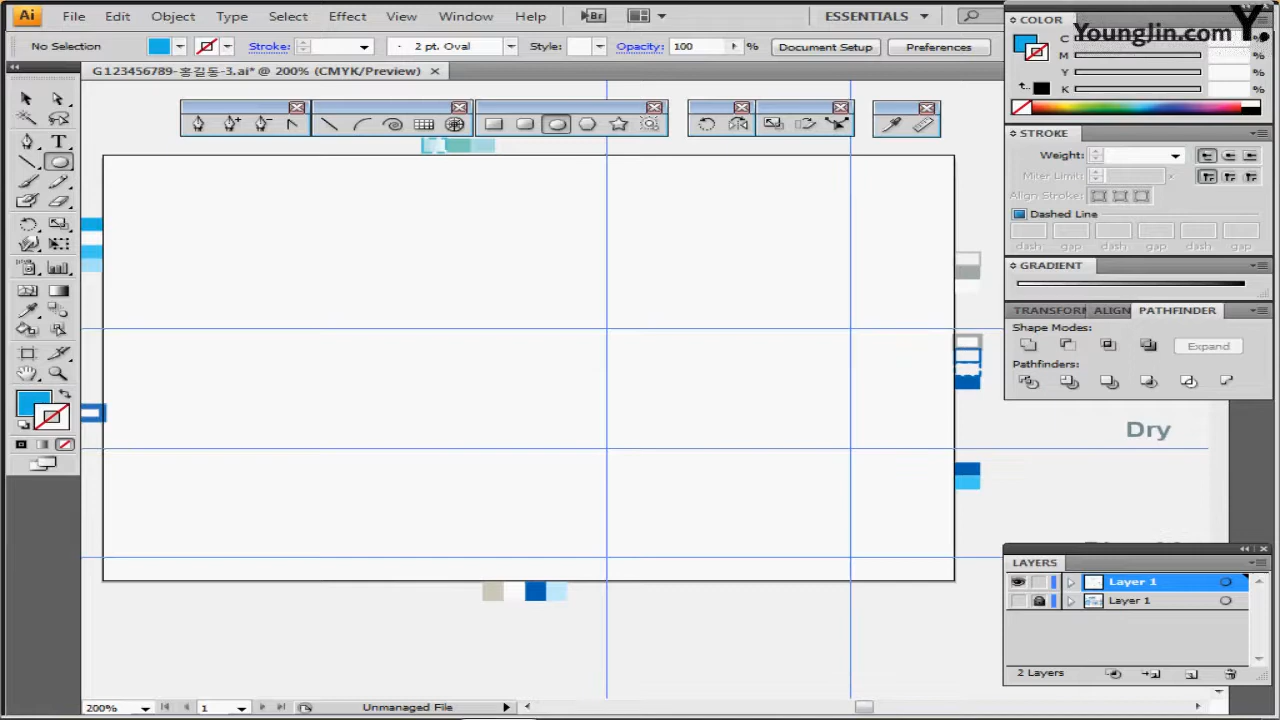 Ai File Edit Object Type Select Effect View Window Help Br ESSENTIALS
No Selection Stroke: 2 pt. Oval Style: Opacity: 100 % Document Setup Preferences
G123456789-홍길동-3.ai* @ 200% (CMYK/Preview)
COLOR
YoungJin.com Y.
C %
M %
Y %
K %
STROKE
Weight:
Miter Limit: x
Align Stroke:
Dashed Line
dash gap dash gap dash gap
GRADIENT
TRANSFORM ALIGN PATHFINDER
Shape Modes:
Expand
Pathfinders:
Dry
LAYERS
Layer 1
Layer 1
2 Layers
200% 1 Unmanaged File